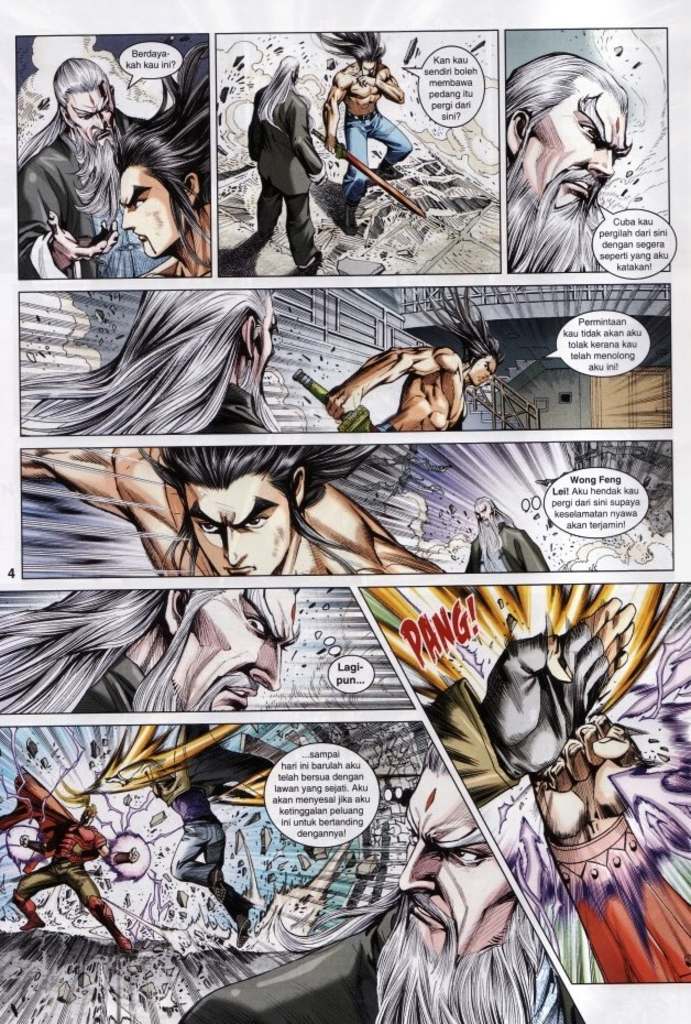 Berdaya-
kah kau ini?
Kan kau
sendiri boleh
membawa
pedang itu
pergi dari
sini?
Cuba kau
pergilah dari sini
dengan segera
seperti yang aku
katakan!
Permintaan
kau tidak akan aku
tolak kerana kau
telah menolong
aku ini!
Wong Feng
Lei! Aku hendak kau
pergi dari sini supaya
keselamatan nyawa
akan terjamin!
4
Lagi-
pun...
PANG!
...sampai
hari ini barulah aku
telah bersua dengan
lawan yang sejati. Aku
akan menyesal jika aku
ketinggalan peluang
ini untuk bertanding
dengannya!